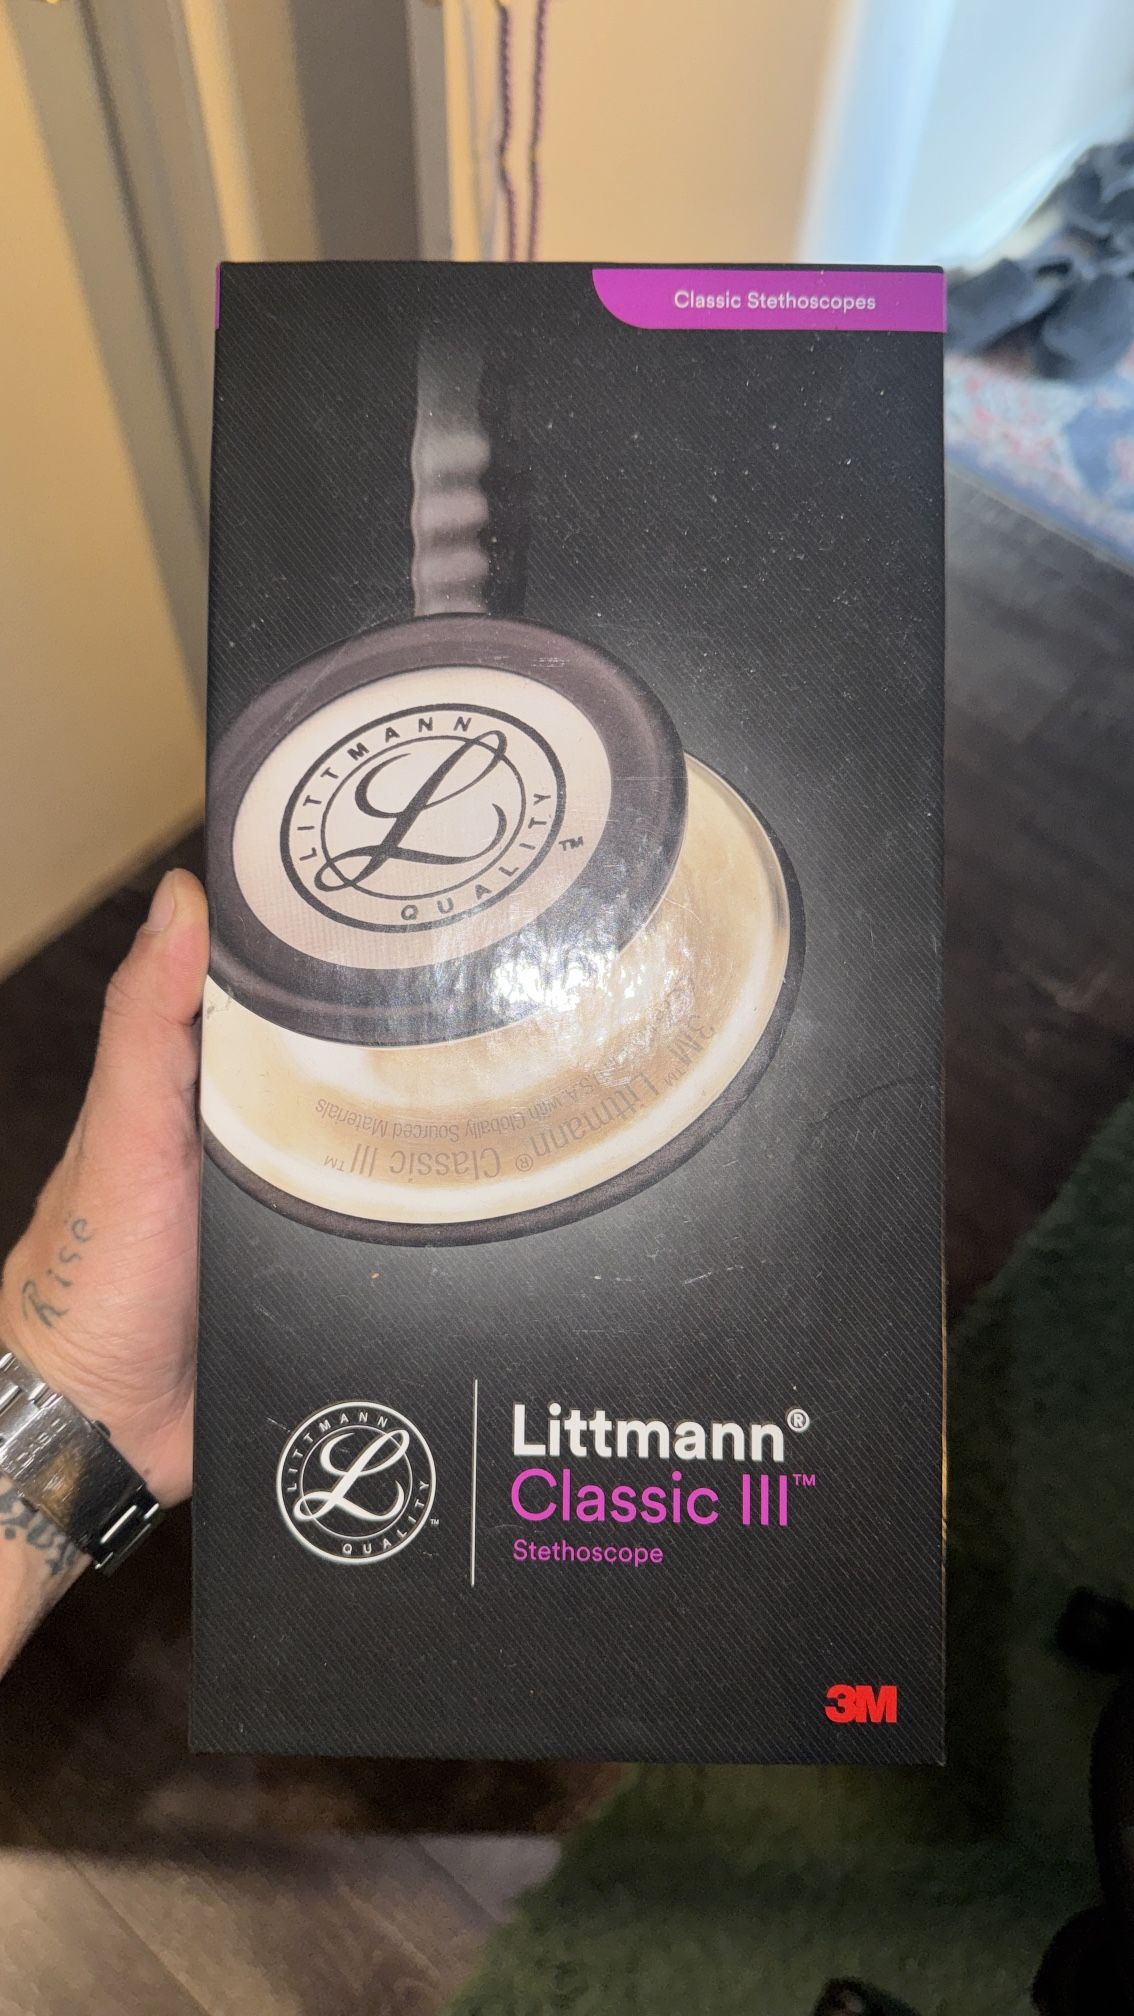 Classic Stethoscopes
LITTMANN
L
QUALITY
TM
3M™ Littmann® Classic III™
U.S.A. with Globally Sourced Materials
LITTMANN
L
QUALITY
TM
Littmann®
Classic III™
Stethoscope
3M
Rise